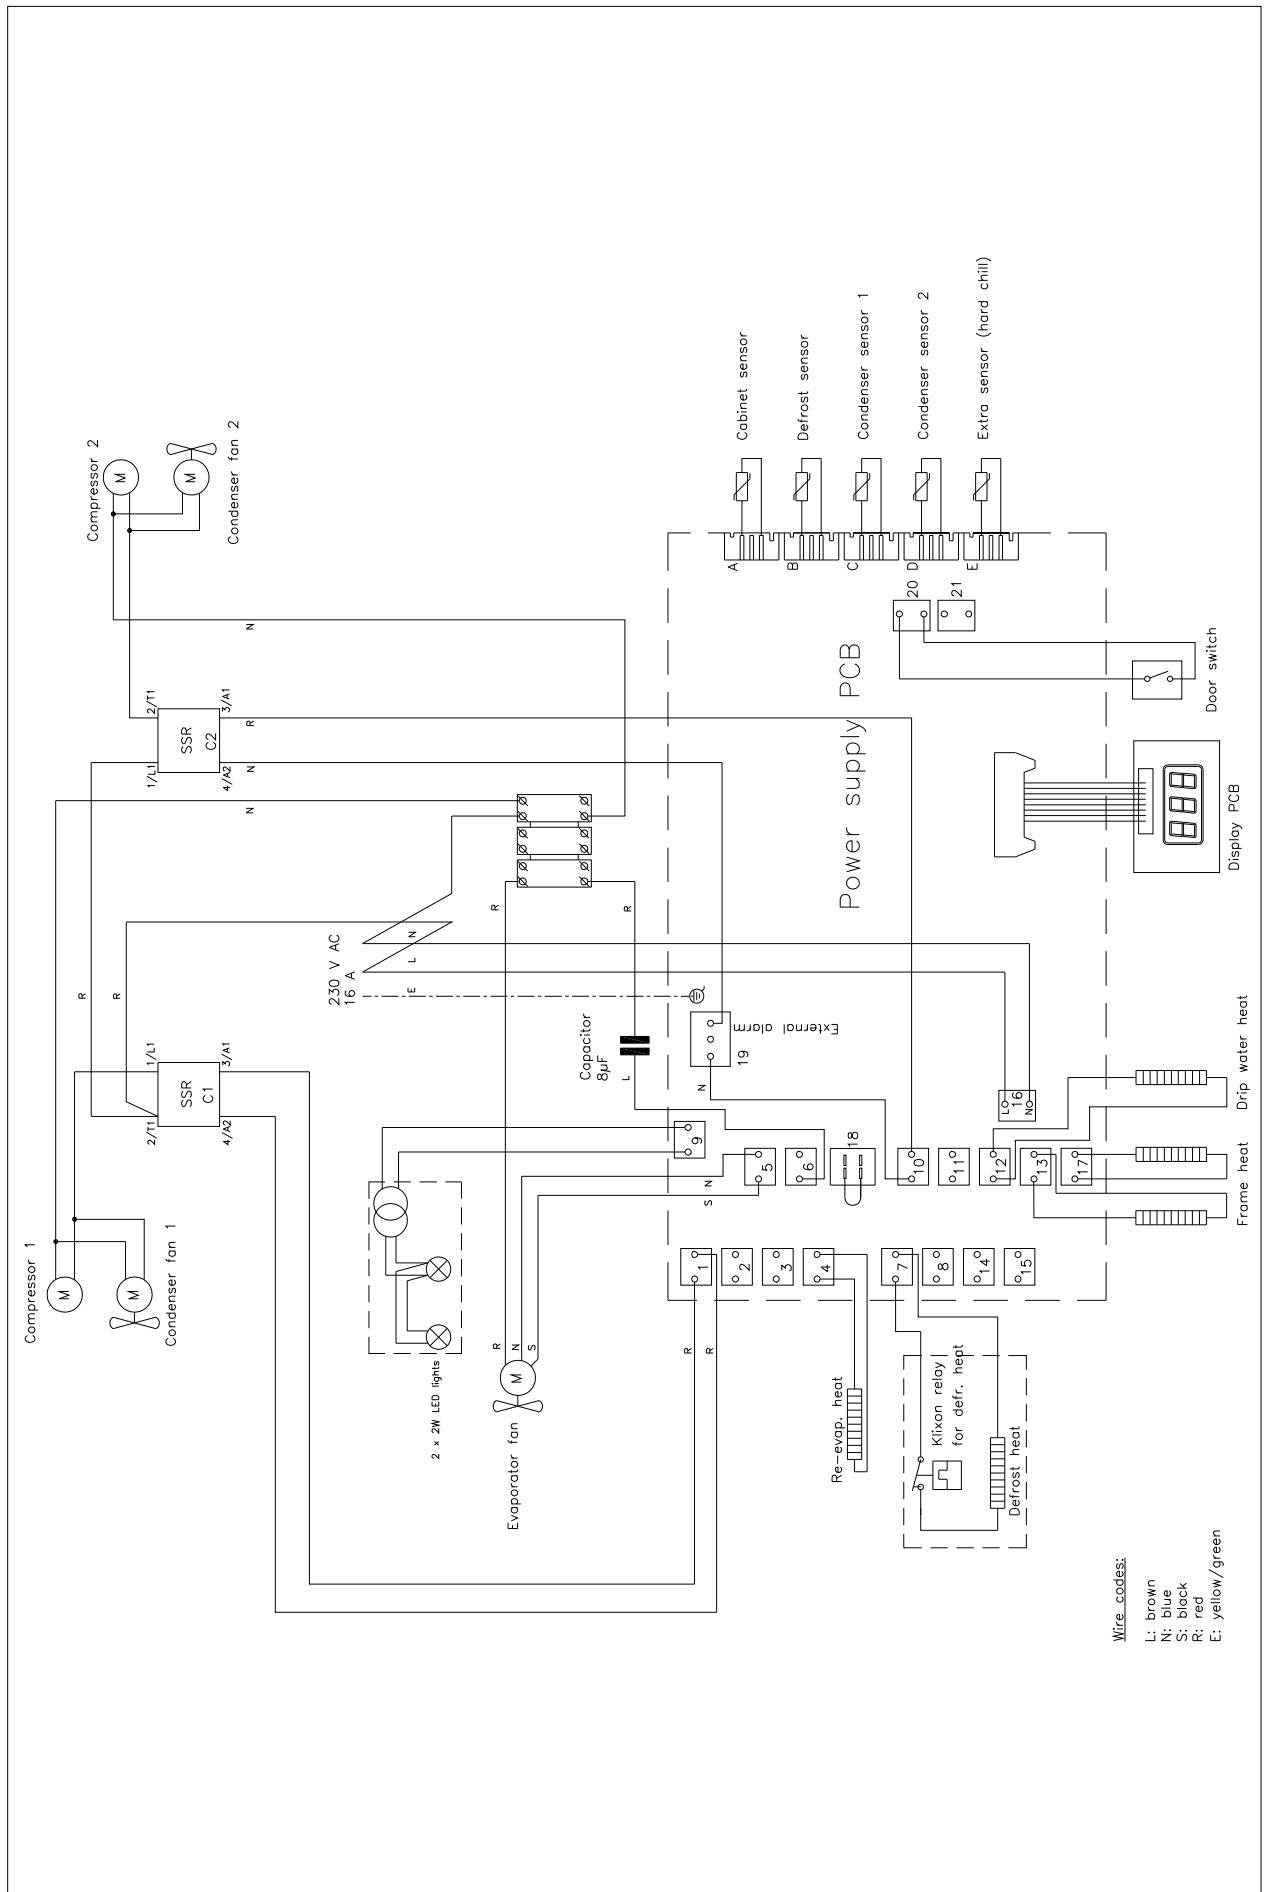 Compressor 1
M
M
Condenser fan 1
2 x 2W LED lights
Evaporator fan
M
R
N
S
SSR
C1
1/L1
2/T1
3/A1
4/A2
R
R
SSR
C2
1/L1
2/T1
3/A1
4/A2
N
N
R
N
Compressor 2
M
M
Condenser fan 2
230 V AC
16 A
E
L
N
R
R
Capacitor
8µF
L
External alarm
19
N
Power supply PCB
9
5
6
18
10
11
12
13
17
L
16
N
N
S
1
2
3
4
7
8
14
15
R
R
20
21
A
B
C
D
E
Cabinet sensor
Defrost sensor
Condenser sensor 1
Condenser sensor 2
Extra sensor (hard chill)
Door switch
Display PCB
Drip water heat
Frame heat
Re-evap. heat
Klixon relay
for defr. heat
Defrost heat
Wire codes:
L: brown
N: blue
S: black
R: red
E: yellow/green